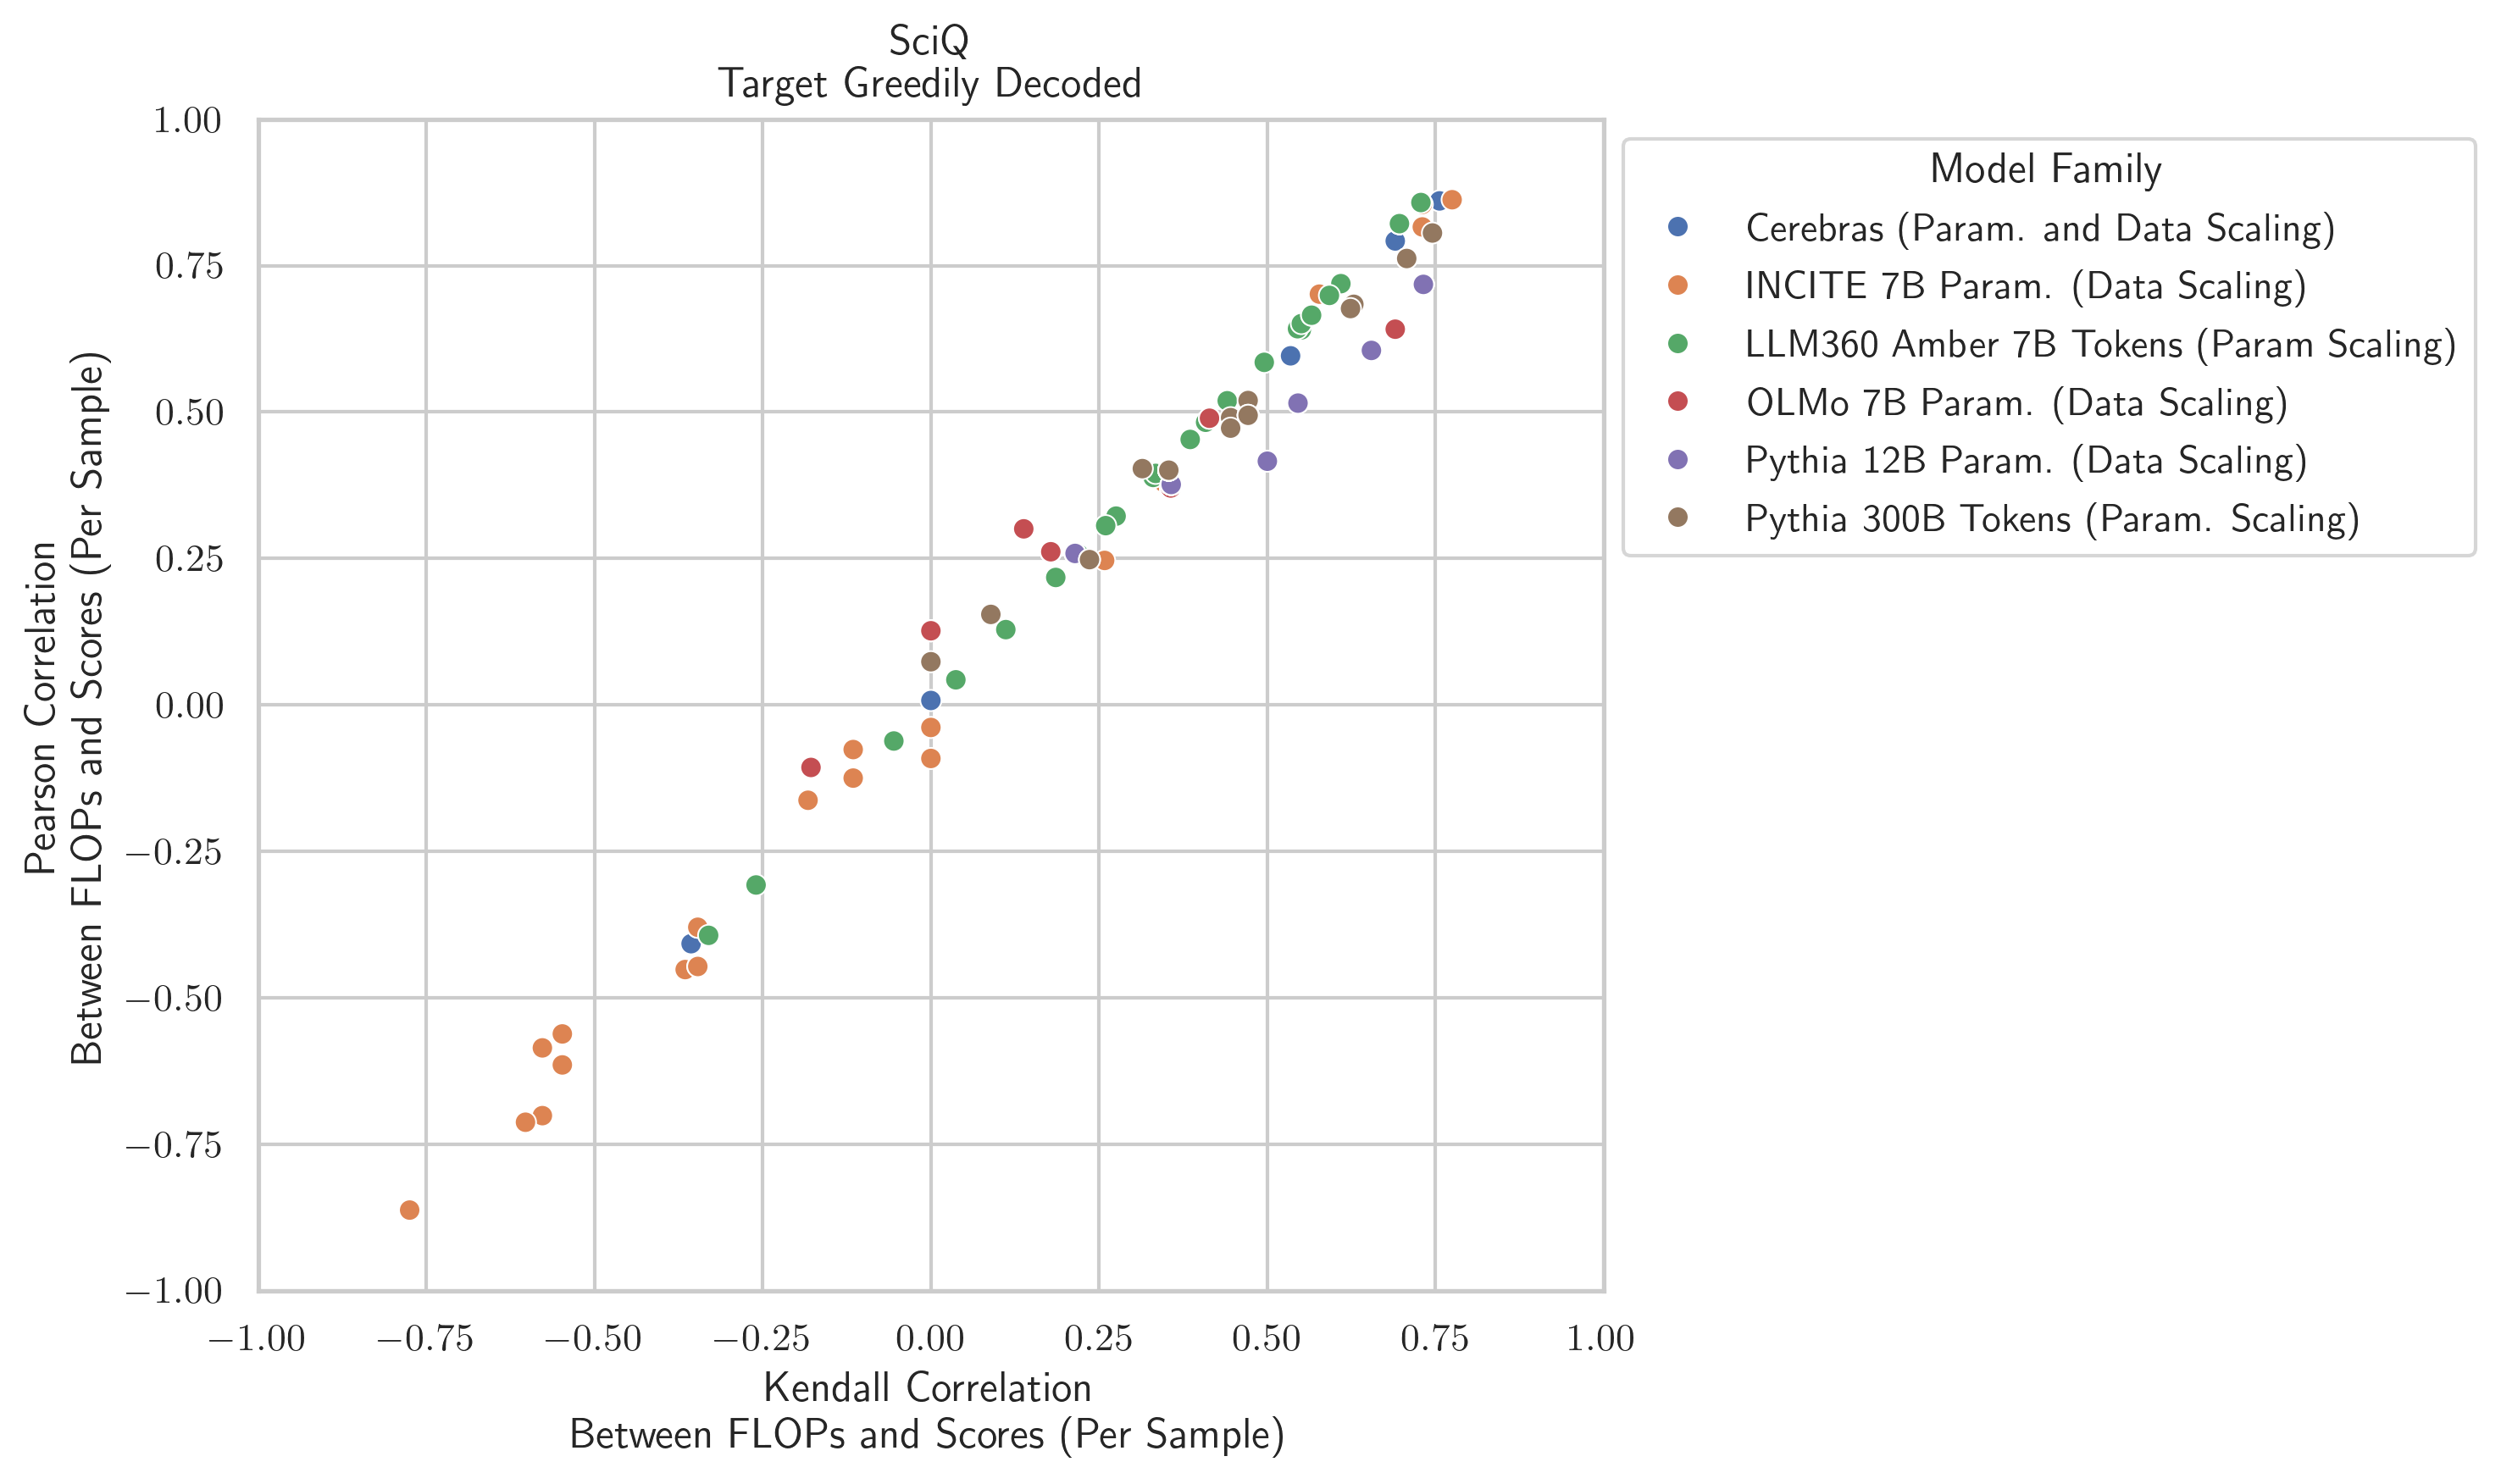 SciQ
Target Greedily Decoded
Pearson Correlation
Between FLOPs and Scores (Per Sample)
1.00
0.75
0.50
0.25
0.00
−0.25
−0.50
−0.75
−1.00
−1.00 −0.75 −0.50 −0.25 0.00 0.25 0.50 0.75 1.00
Kendall Correlation
Between FLOPs and Scores (Per Sample)
Model Family
Cerebras (Param. and Data Scaling)
INCITE 7B Param. (Data Scaling)
LLM360 Amber 7B Tokens (Param Scaling)
OLMo 7B Param. (Data Scaling)
Pythia 12B Param. (Data Scaling)
Pythia 300B Tokens (Param. Scaling)